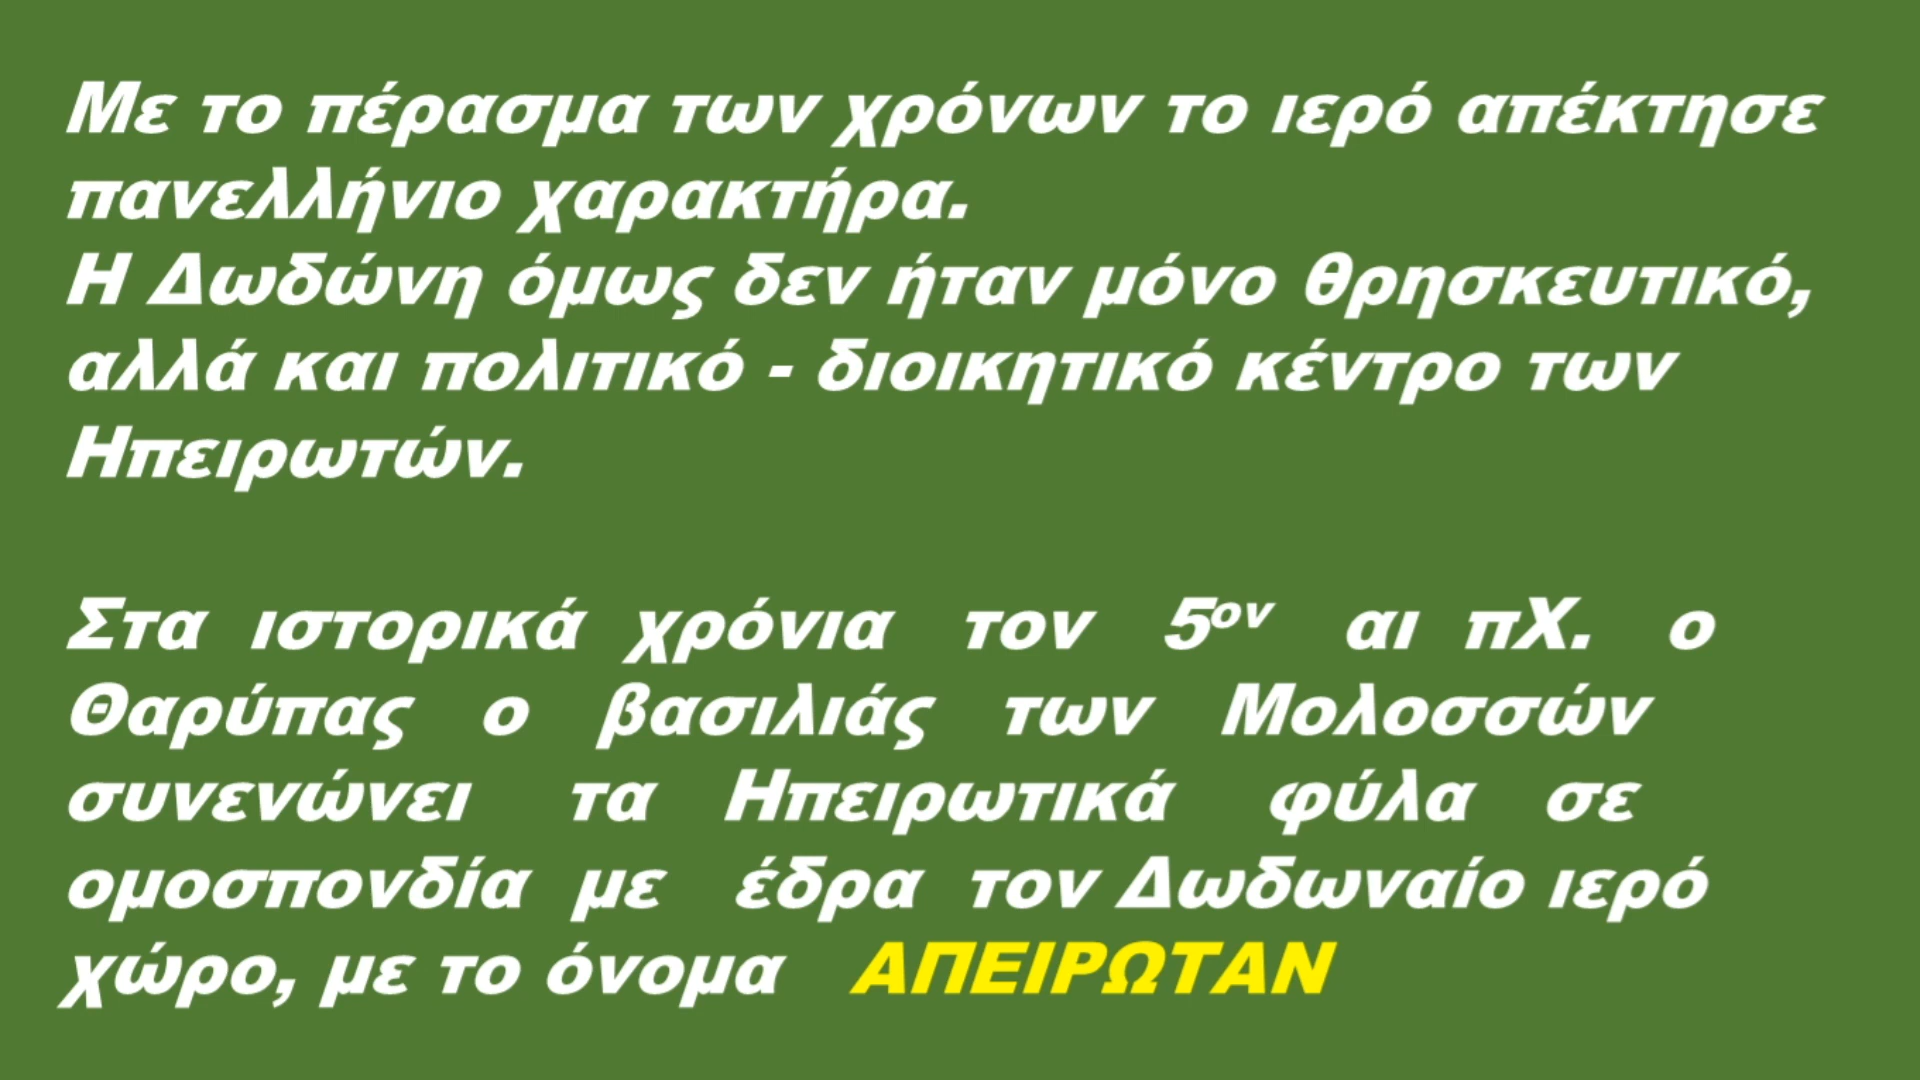 Με το πέρασμα των χρόνων το ιερό απέκτησε
πανελλήνιο χαρακτήρα.
Η Δωδώνη όμως δεν ήταν μόνο θρησκευτικό,
αλλά και πολιτικό - διοικητικό κέντρο των
Ηπειρωτών.
Στα ιστορικά χρόνια τον 5ον αι πΧ. ο
Θαρύπας ο βασιλιάς των Μολοσσών
συνενώνει τα Ηπειρωτικά φύλα σε
ομοσπονδία με έδρα τον Δωδωναίο ιερό
χώρο, με το όνομα ΑΠΕΙΡΩΤΑΝ